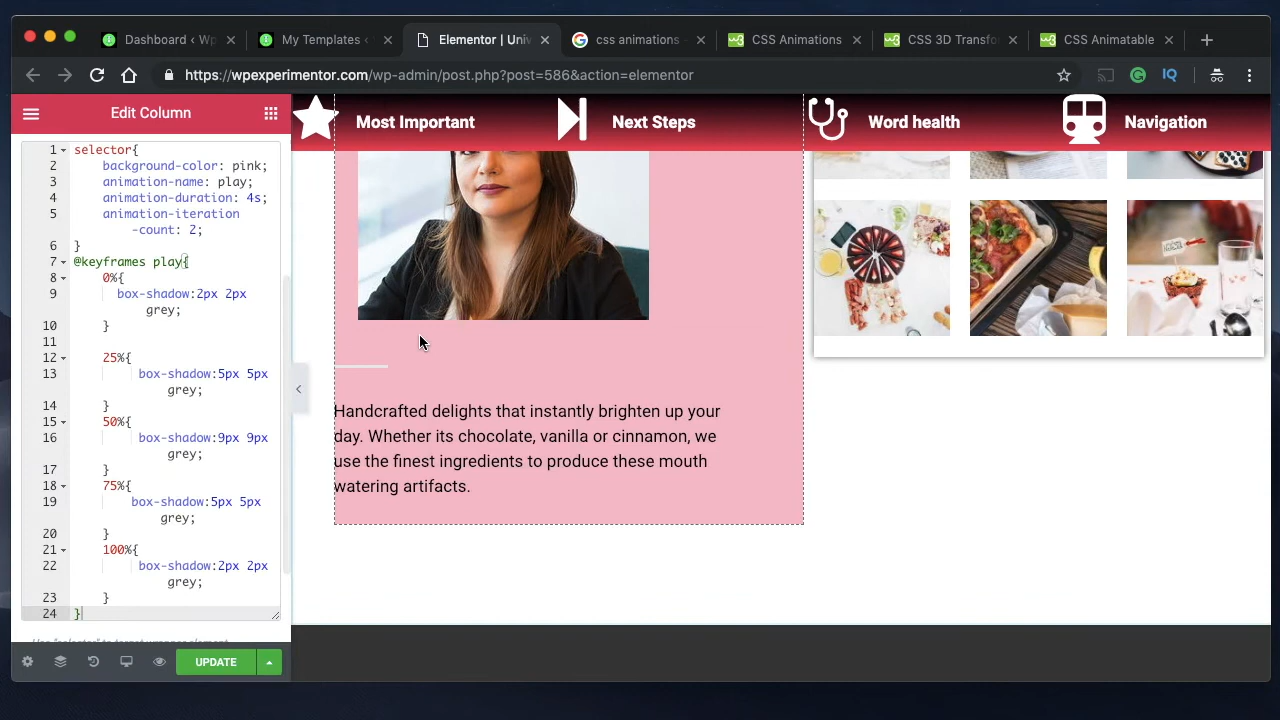 Dashboard ‹ Wp
My Templates ‹
Elementor | Univ
css animations -
CSS Animations
CSS 3D Transfo
CSS Animatable
https://wpexperimentor.com/wp-admin/post.php?post=586&action=elementor
IQ
Edit Column
Most Important
Next Steps
Word health
Navigation
1 selector{
2 background-color: pink;
3 animation-name: play;
4 animation-duration: 4s;
5 animation-iteration
-count: 2;
6 }
7 @keyframes play{
8 0%{
9 box-shadow:2px 2px
grey;
10 }
11
12 25%{
13 box-shadow:5px 5px
grey;
14 }
15 50%{
16 box-shadow:9px 9px
grey;
17 }
18 75%{
19 box-shadow:5px 5px
grey;
20 }
21 100%{
22 box-shadow:2px 2px
grey;
23 }
24 }
Handcrafted delights that instantly brighten up your
day. Whether its chocolate, vanilla or cinnamon, we
use the finest ingredients to produce these mouth
watering artifacts.
UPDATE